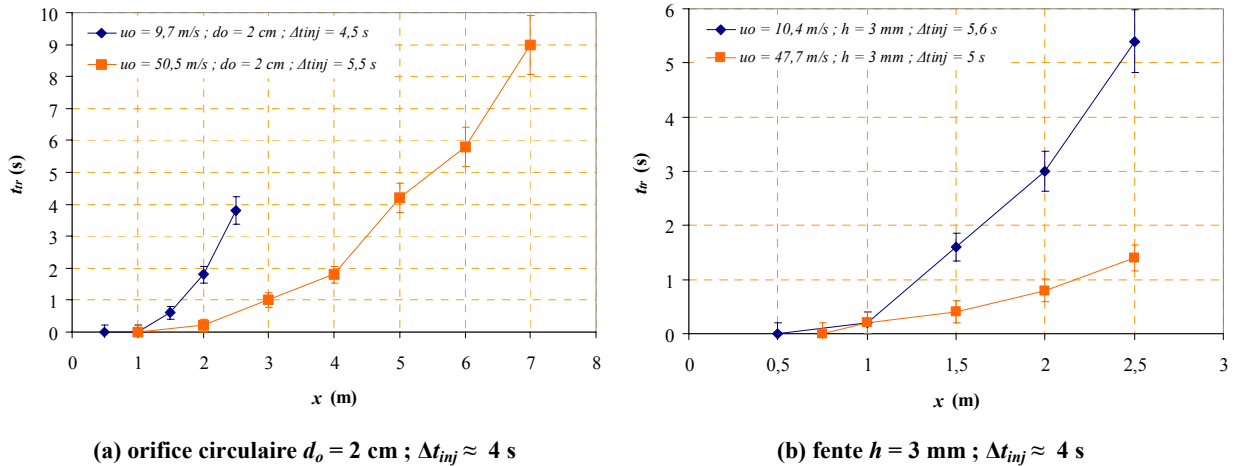 10
9
8
7
6
5
4
3
2
1
0
t_tr (s)
uo = 9,7 m/s ; do = 2 cm ; Δtinj = 4,5 s
uo = 50,5 m/s ; do = 2 cm ; Δtinj = 5,5 s
0 1 2 3 4 5 6 7 8
x (m)
(a) orifice circulaire d_o = 2 cm ; Δt_inj ≈ 4 s
6
5
4
3
2
1
0
t_tr (s)
uo = 10,4 m/s ; h = 3 mm ; Δtinj = 5,6 s
uo = 47,7 m/s ; h = 3 mm ; Δtinj = 5 s
0 0,5 1 1,5 2 2,5 3
x (m)
(b) fente h = 3 mm ; Δt_inj ≈ 4 s